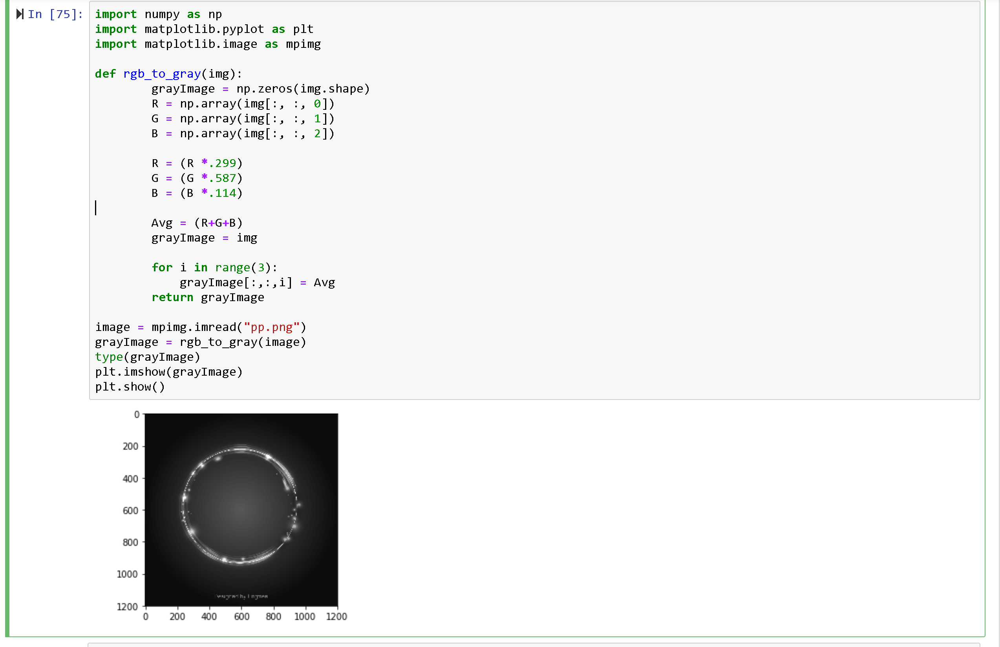 In [75]:
import numpy as np
import matplotlib.pyplot as plt
import matplotlib.image as mpimg
def rgb_to_gray(img):
        grayImage = np.zeros(img.shape)
        R = np.array(img[:, :, 0])
        G = np.array(img[:, :, 1])
        B = np.array(img[:, :, 2])
        R = (R *.299)
        G = (G *.587)
        B = (B *.114)
        Avg = (R+G+B)
        grayImage = img
        for i in range(3):
            grayImage[:,:,i] = Avg
        return grayImage
image = mpimg.imread("pp.png")
grayImage = rgb_to_gray(image)
type(grayImage)
plt.imshow(grayImage)
plt.show()
0
200
400
600
800
1000
1200
0 200 400 600 800 1000 1200
Designed by